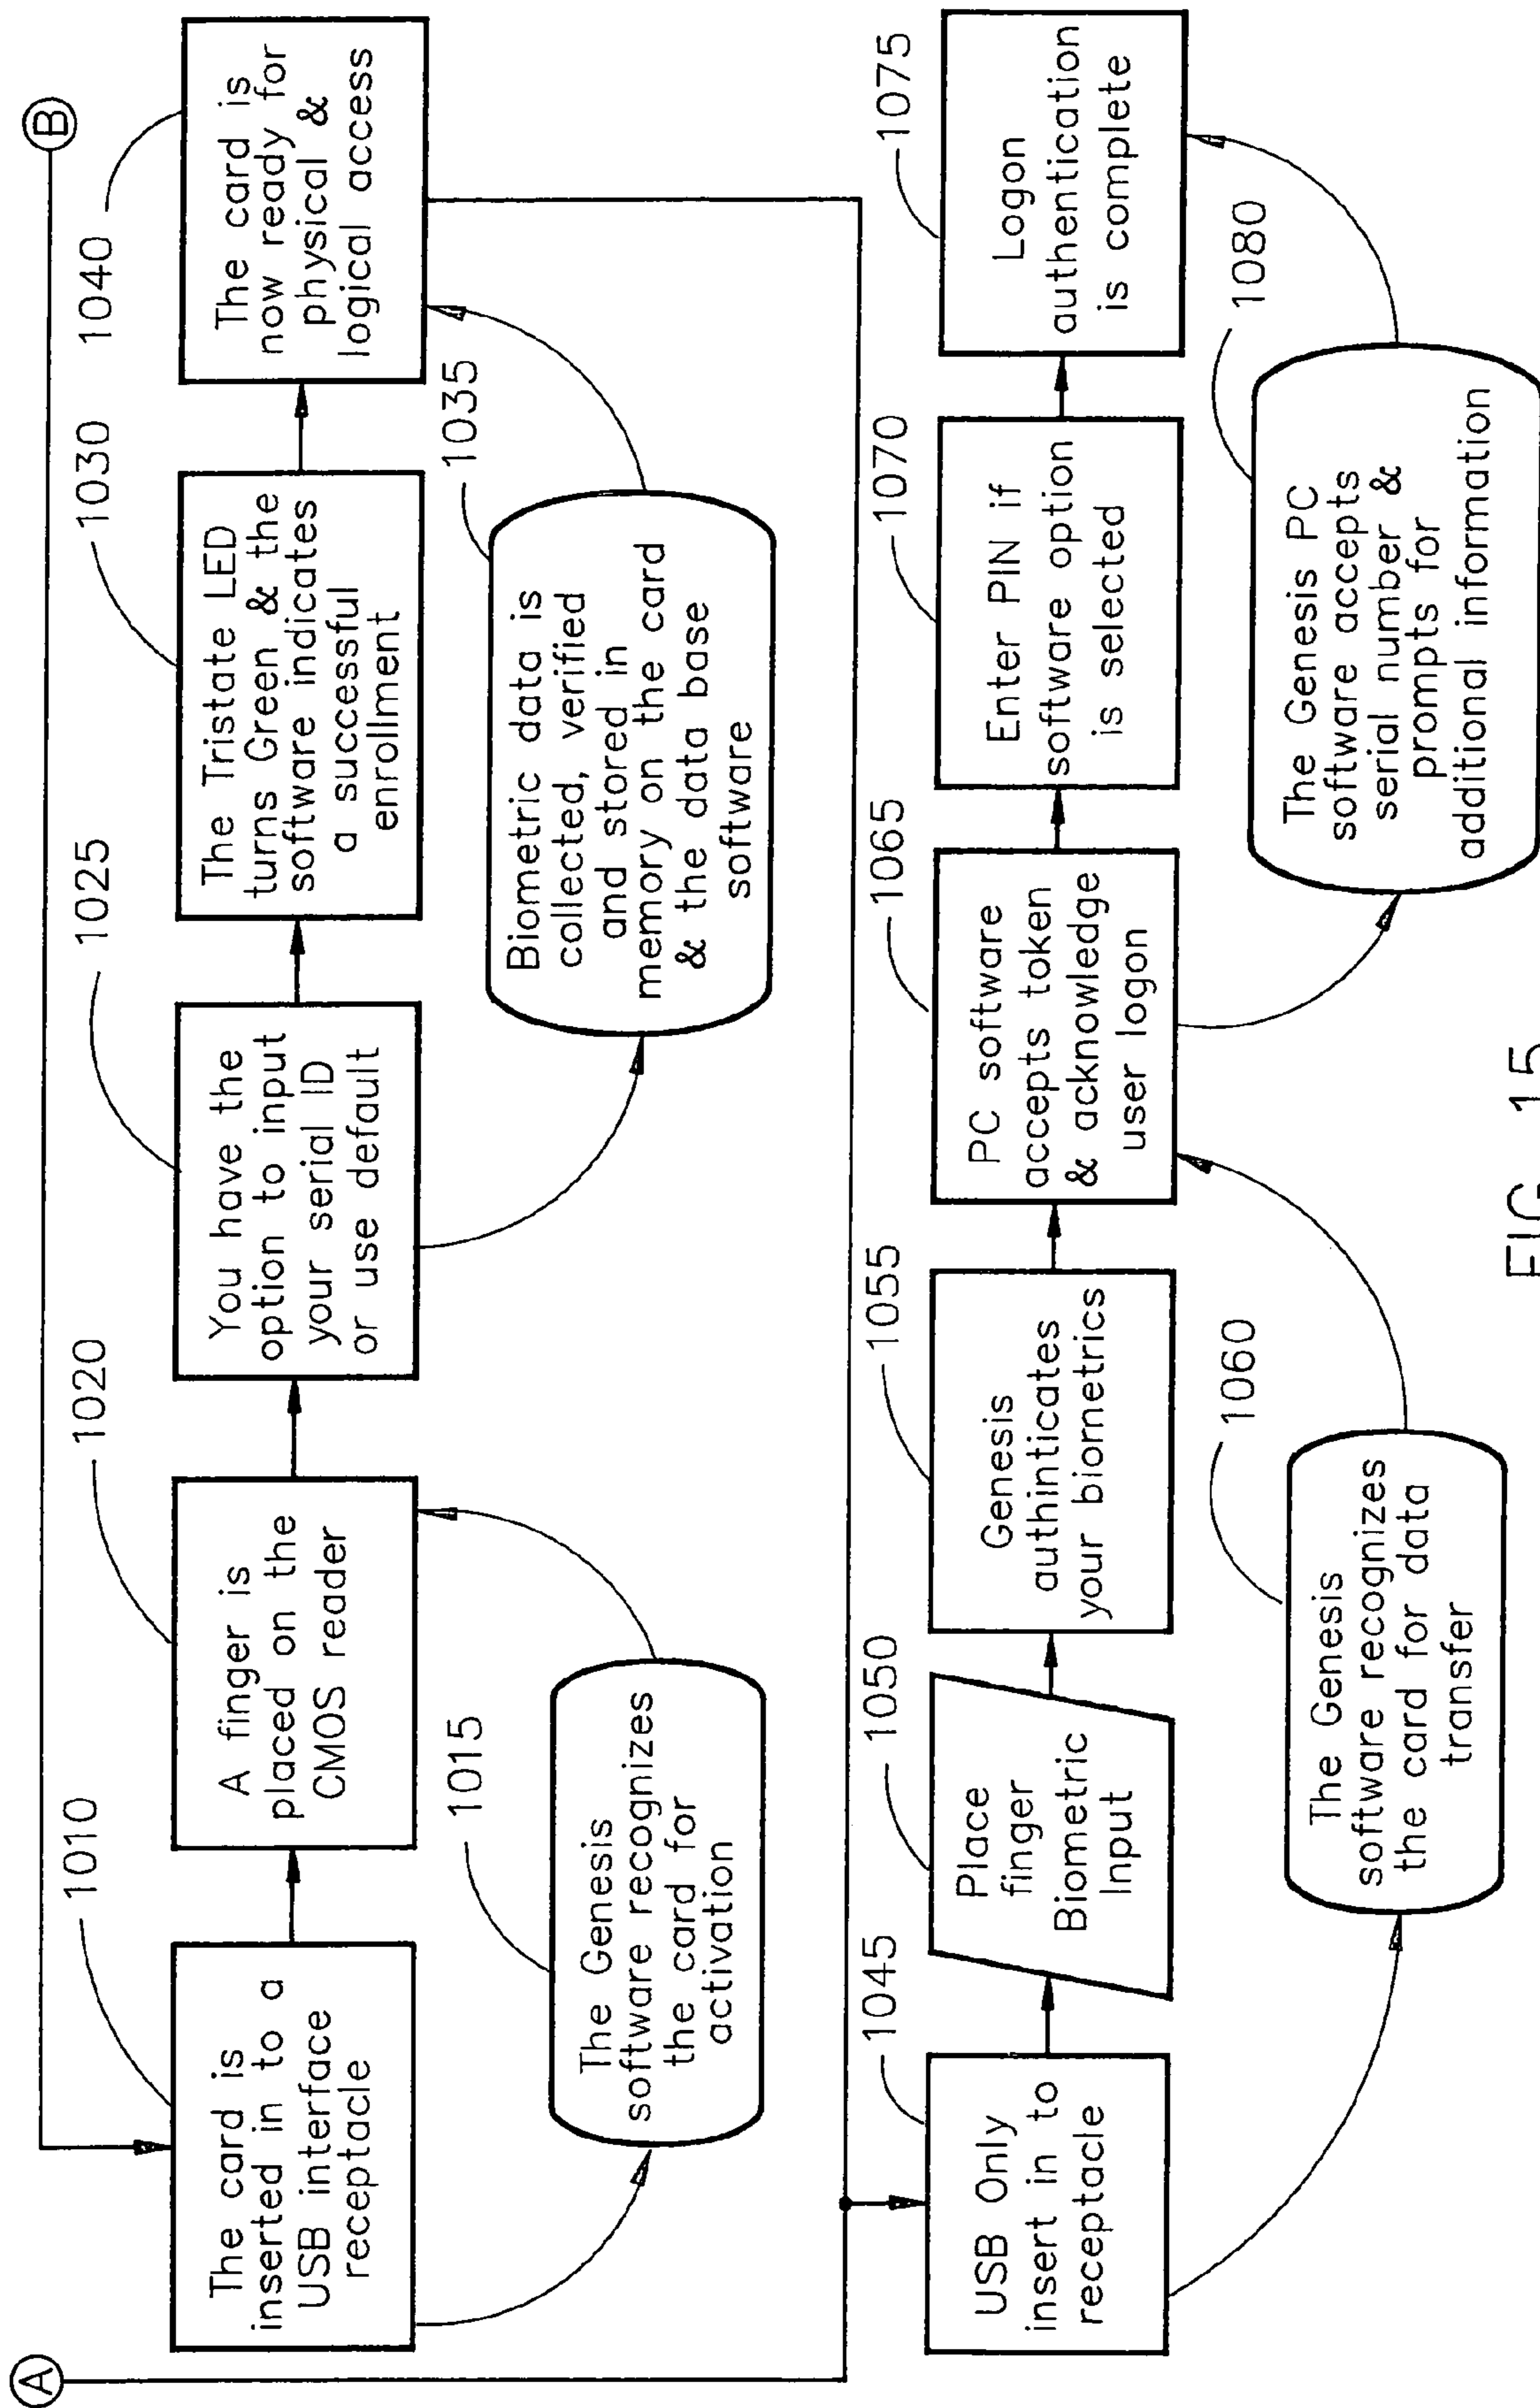 B
1010
The card is
inserted in to a
USB interface
receptacle
1020
A finger is
placed on the
CMOS reader
1025
You have the
option to input
your serial ID
or use default
1030
The Tristate LED
turns Green & the
software indicates
a successful
enrollment
1040
The card is
now ready for
physical &
logical access
1015
The Genesis
software recognizes
the card for
activation
1035
Biometric data is
collected, verified
and stored in
memory on the card
& the data base
software
A
1045
USB Only
insert in to
receptacle
1050
Place
finger
Biometric
Input
1055
Genesis
authinticates
your biometrics
1065
PC software
accepts token
& acknowledge
user logon
1070
Enter PIN if
software option
is selected
1075
Logon
authentication
is complete
1060
The Genesis
software recognizes
the card for data
transfer
1080
The Genesis PC
software accepts
serial number &
prompts for
additional information
FIG. 15